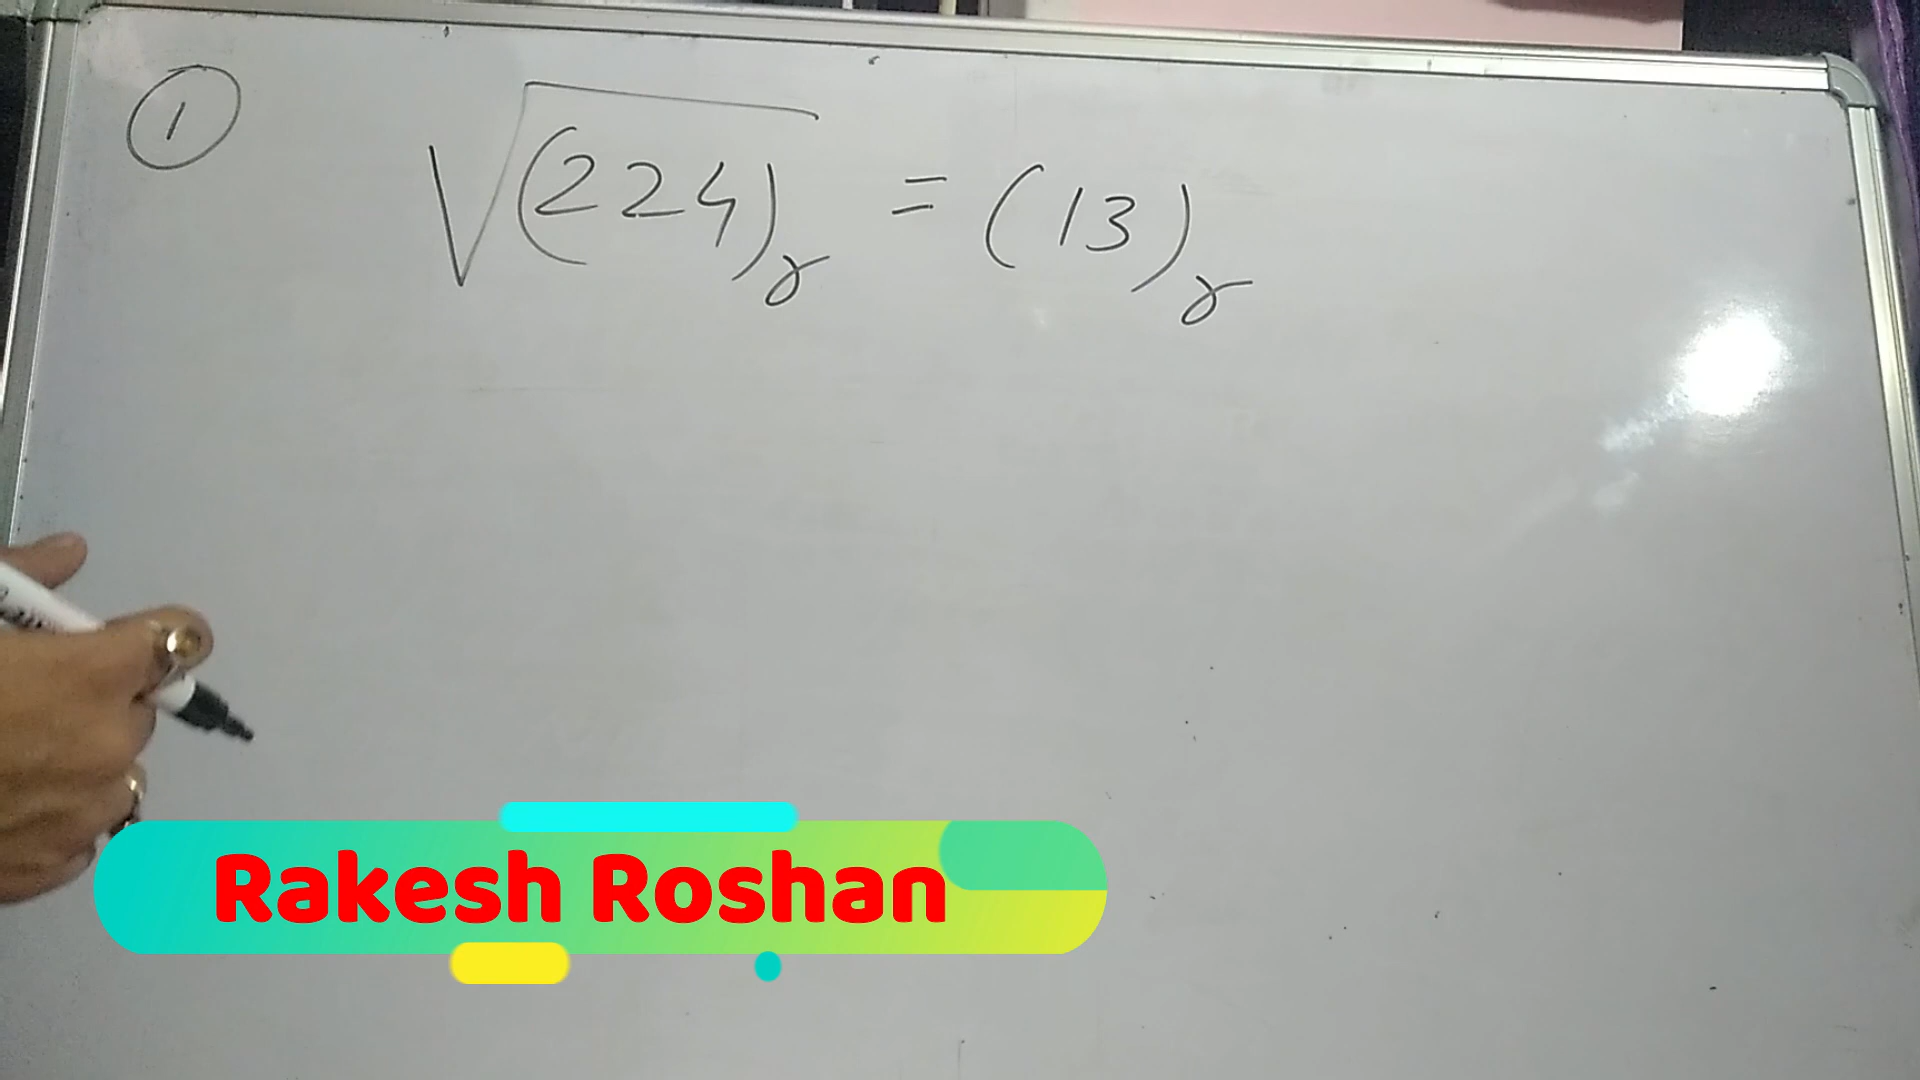 ① √(224)ᵣ = (13)ᵣ
Rakesh Roshan